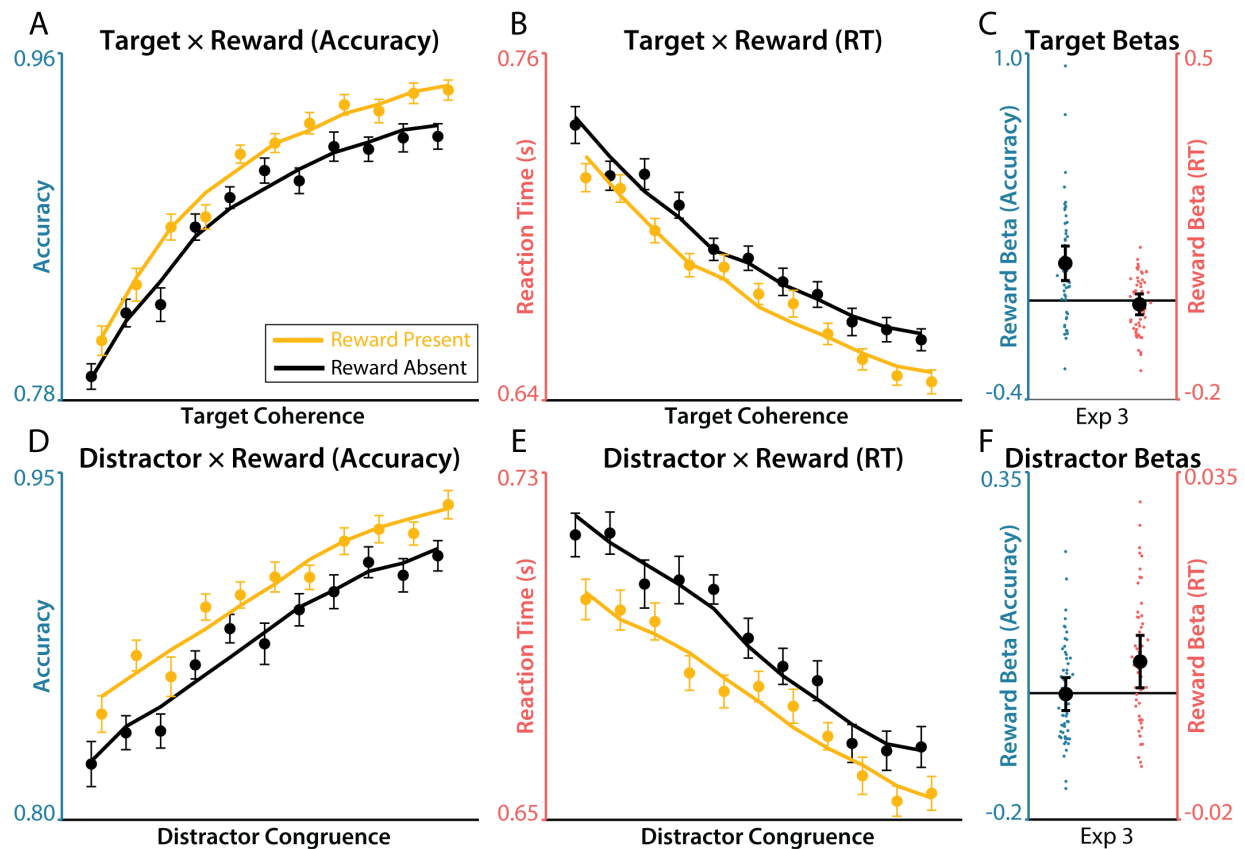 A
Target × Reward (Accuracy)
0.96
Accuracy
0.78
Reward Present
Reward Absent
Target Coherence
B
Target × Reward (RT)
0.76
Reaction Time (s)
0.64
Target Coherence
C
Target Betas
1.0
0.5
Reward Beta (Accuracy)
Reward Beta (RT)
-0.4
-0.2
Exp 3
D
Distractor × Reward (Accuracy)
0.95
Accuracy
0.80
Distractor Congruence
E
Distractor × Reward (RT)
0.73
Reaction Time (s)
0.65
Distractor Congruence
F
Distractor Betas
0.35
0.035
Reward Beta (Accuracy)
Reward Beta (RT)
-0.2
-0.02
Exp 3